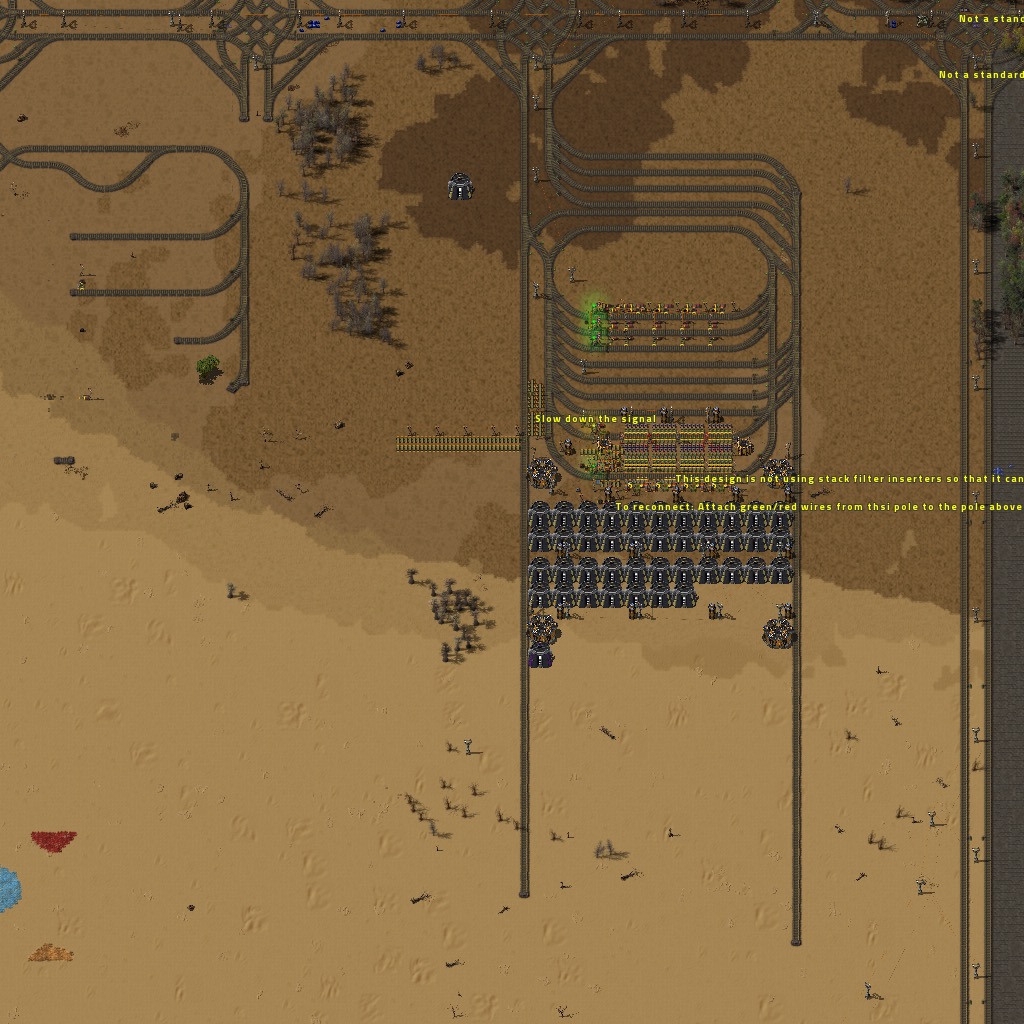 Not a stand
Not a standard
Slow down the signal
This design is not using stack filter inserters so that it can
To reconnect: Attach green/red wires from thsi pole to the pole above